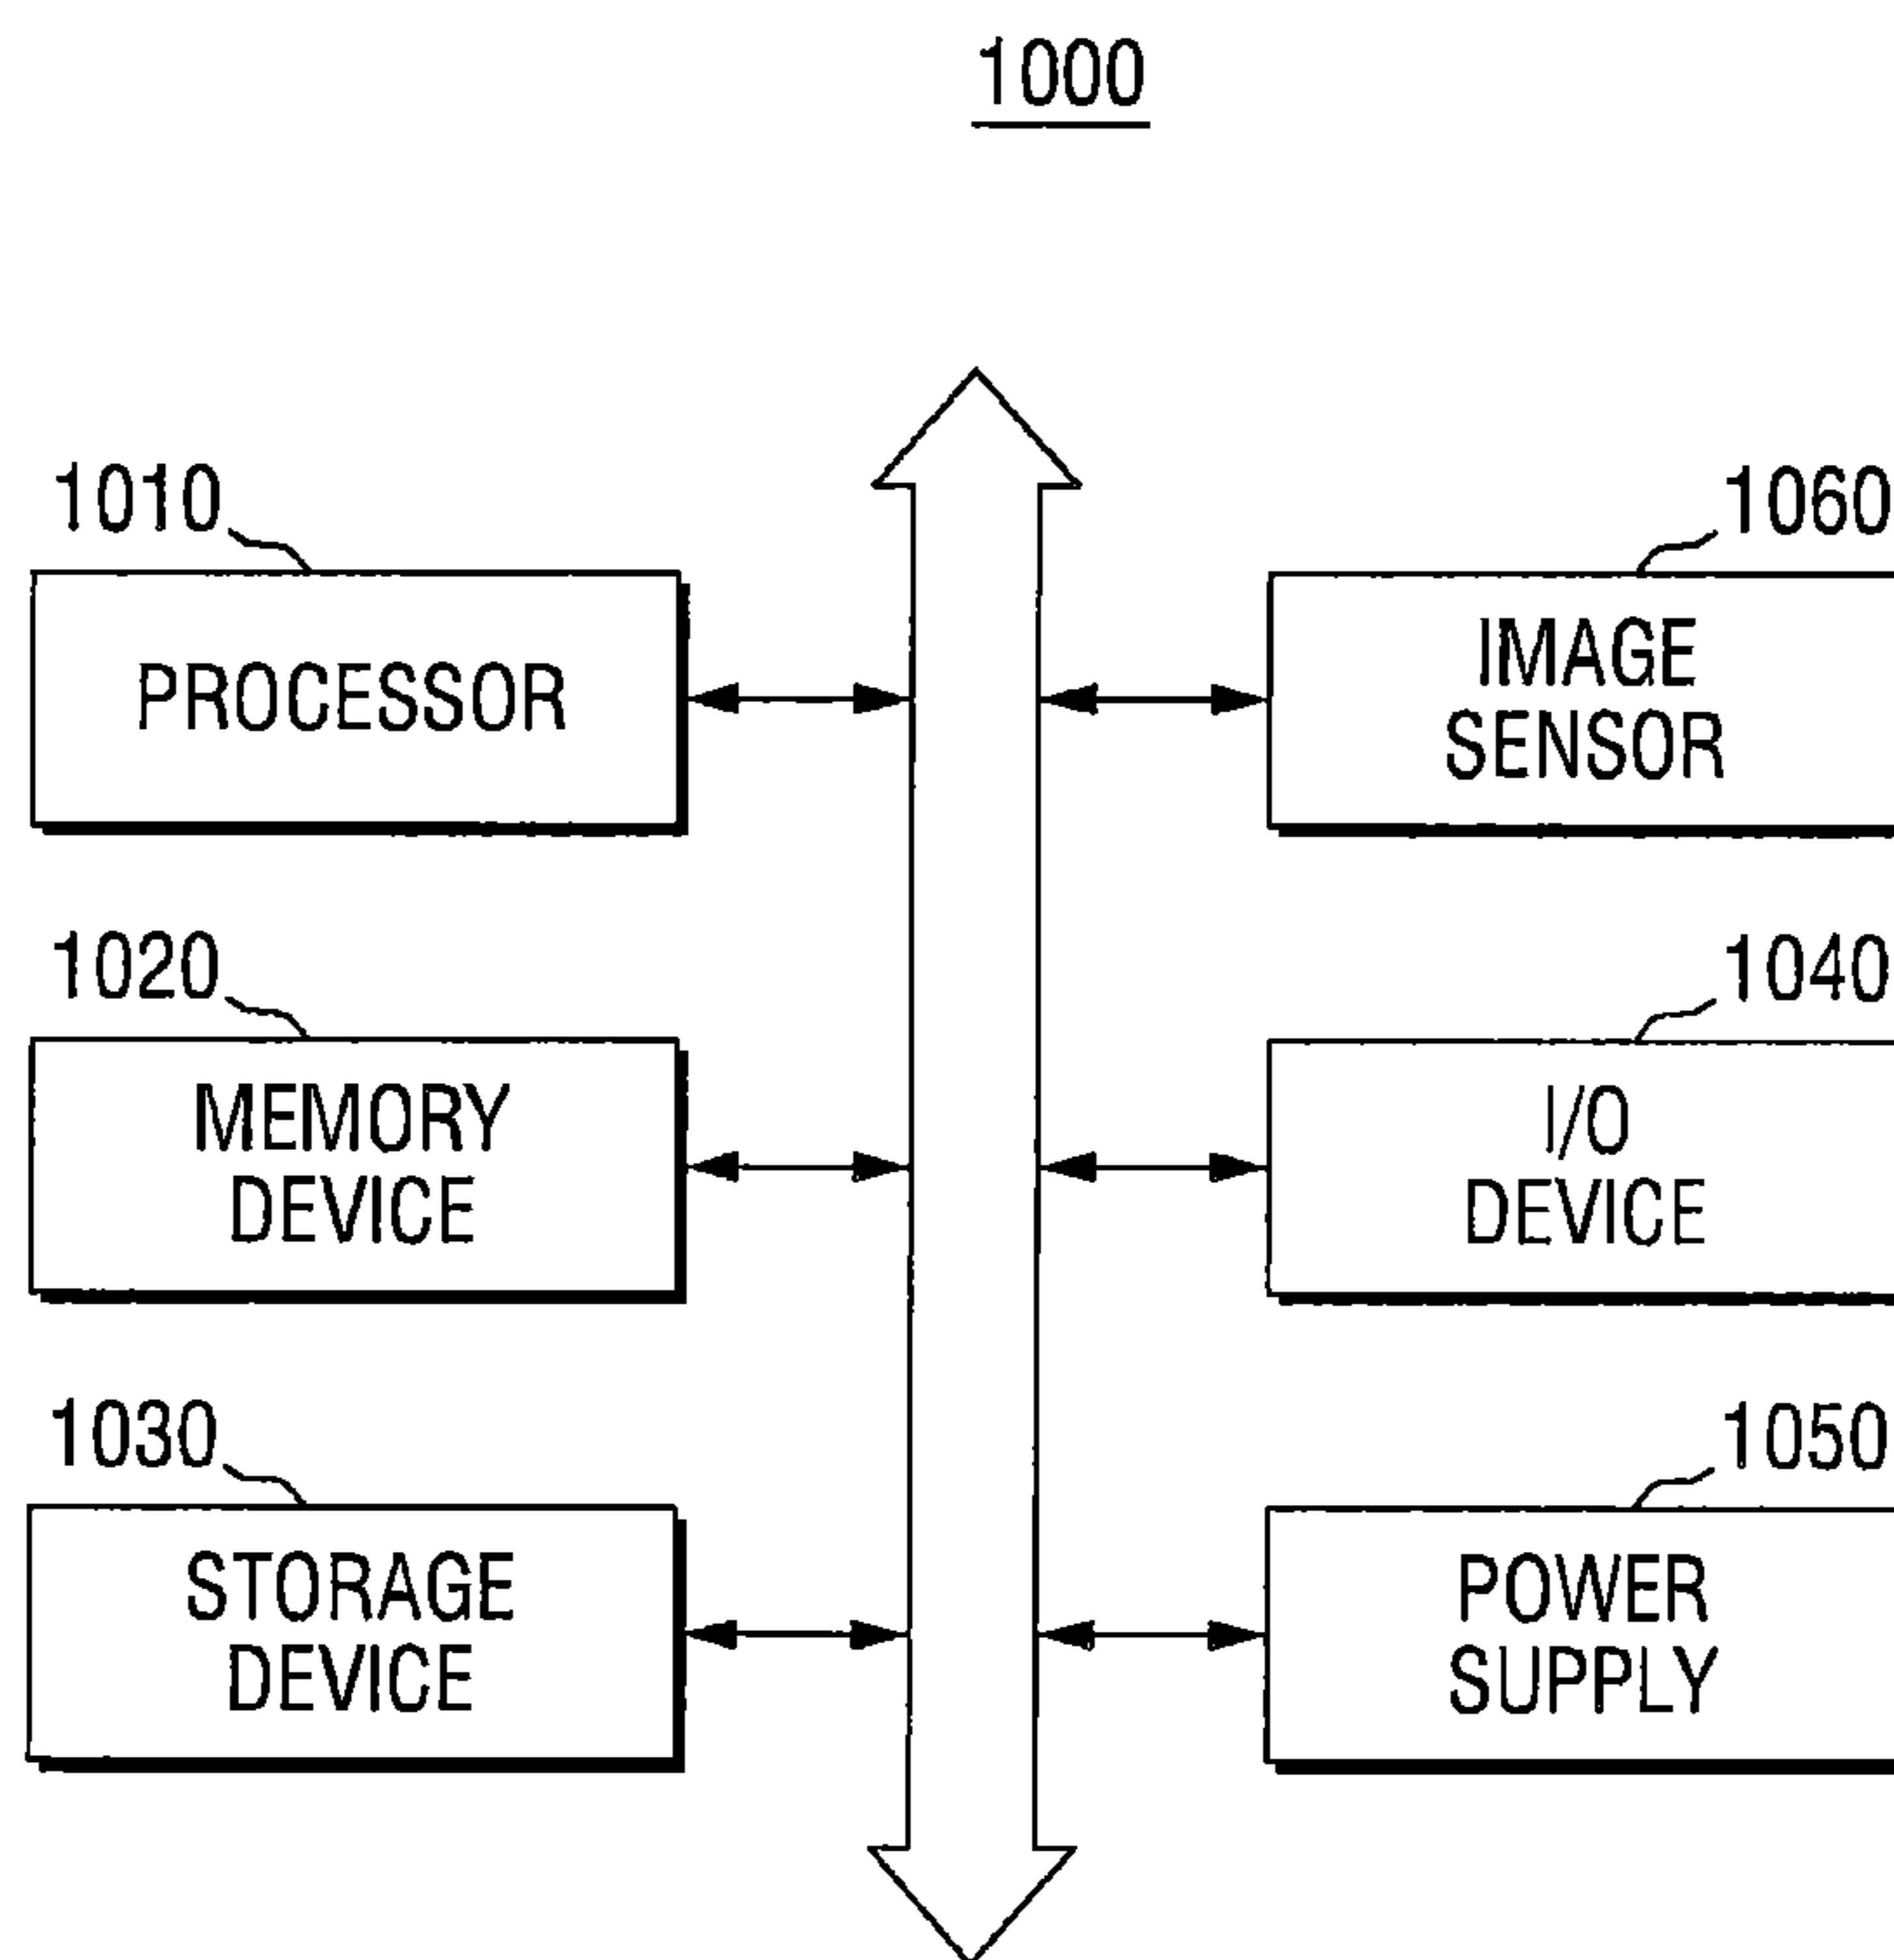 1000
1010
PROCESSOR
1060
IMAGE
SENSOR
1020
MEMORY
DEVICE
1040
I/O
DEVICE
1030
STORAGE
DEVICE
1050
POWER
SUPPLY